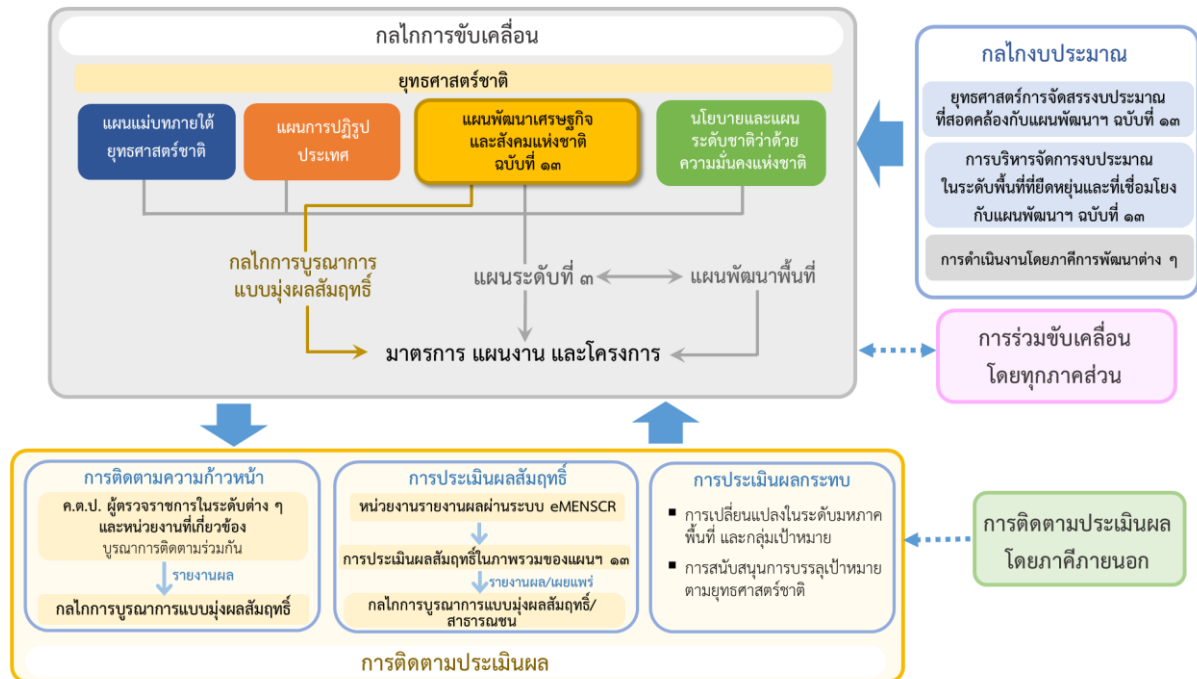 กลไกการขับเคลื่อน
ยุทธศาสตร์ชาติ
แผนแม่บทภายใต้
ยุทธศาสตร์ชาติ
แผนการปฏิรูป
ประเทศ
แผนพัฒนาเศรษฐกิจ
และสังคมแห่งชาติ
ฉบับที่ ๑๓
นโยบายและแผน
ระดับชาติว่าด้วย
ความมั่นคงแห่งชาติ
กลไกการบูรณาการ
แบบมุ่งผลสัมฤทธิ์
แผนระดับที่ ๓
แผนพัฒนาพื้นที่
มาตรการ แผนงาน และโครงการ
กลไกงบประมาณ
ยุทธศาสตร์การจัดสรรงบประมาณ
ที่สอดคล้องกับแผนพัฒนาฯ ฉบับที่ ๑๓
การบริหารจัดการงบประมาณ
ในระดับพื้นที่ที่ยืดหยุ่นและที่เชื่อมโยง
กับแผนพัฒนาฯ ฉบับที่ ๑๓
การดำเนินงานโดยภาคีการพัฒนาต่าง ๆ
การร่วมขับเคลื่อน
โดยทุกภาคส่วน
การติดตามความก้าวหน้า
ค.ต.ป. ผู้ตรวจราชการในระดับต่าง ๆ
และหน่วยงานที่เกี่ยวข้อง
บูรณาการติดตามร่วมกัน
รายงานผล
กลไกการบูรณาการแบบมุ่งผลสัมฤทธิ์
การประเมินผลสัมฤทธิ์
หน่วยงานรายงานผลผ่านระบบ eMENSCR
การประเมินผลสัมฤทธิ์ในภาพรวมของแผนฯ ๑๓
รายงานผล/เผยแพร่
กลไกการบูรณาการแบบมุ่งผลสัมฤทธิ์/
สาธารณชน
การประเมินผลกระทบ
▪ การเปลี่ยนแปลงในระดับมหภาค
พื้นที่ และกลุ่มเป้าหมาย
▪ การสนับสนุนการบรรลุเป้าหมาย
ตามยุทธศาสตร์ชาติ
การติดตามประเมินผล
โดยภาคีภายนอก
การติดตามประเมินผล